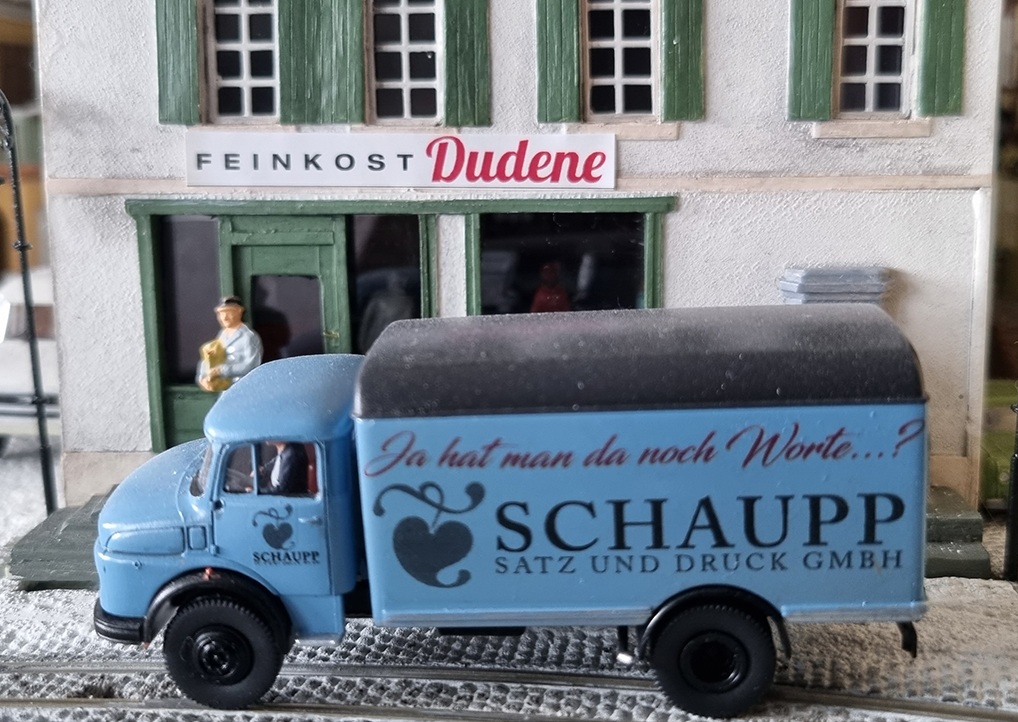 FEINKOST Dudene
Ja hat man da noch Worte...?
SCHAUPP
SATZ UND DRUCK GMBH
SCHAUPP